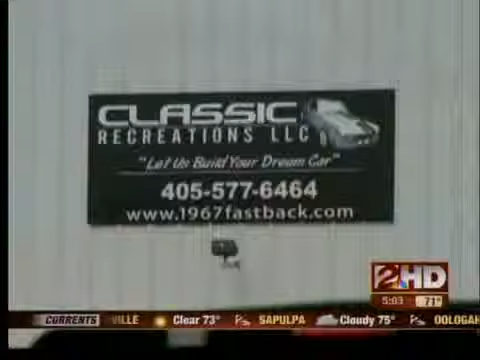 CLASSIC
RECREATIONS LLC
"Let Us Build Your Dream Car"
405-577-6464
www.1967fastback.com
2HD
5:03 71°
CURRENTS VILLE Clear 73° SAPULPA Cloudy 75° OOLOGAH